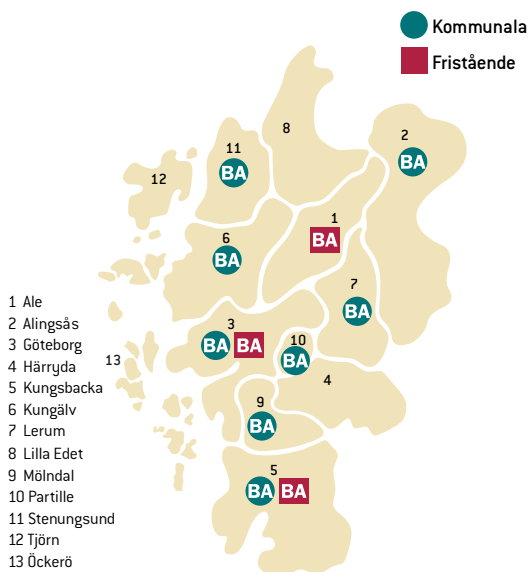 Kommunala
Fristående
8
2
BA
11
BA
12
1
BA
6
BA
7
BA
3
BA BA
10
BA
4
13
9
BA
5
BA BA
1 Ale
2 Alingsås
3 Göteborg
4 Härryda
5 Kungsbacka
6 Kungälv
7 Lerum
8 Lilla Edet
9 Mölndal
10 Partille
11 Stenungsund
12 Tjörn
13 Öckerö